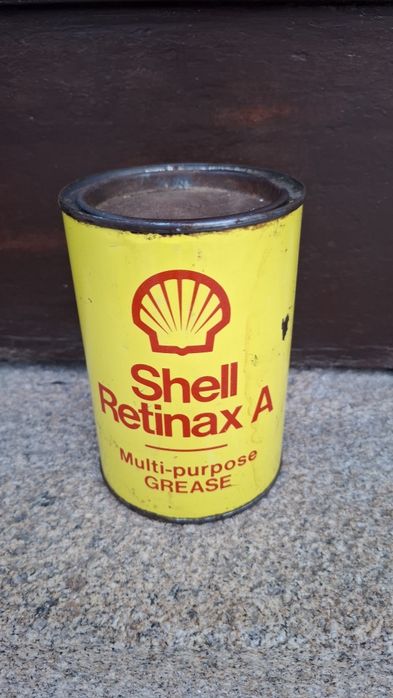 Shell
Retinax A
Multi-purpose
GREASE